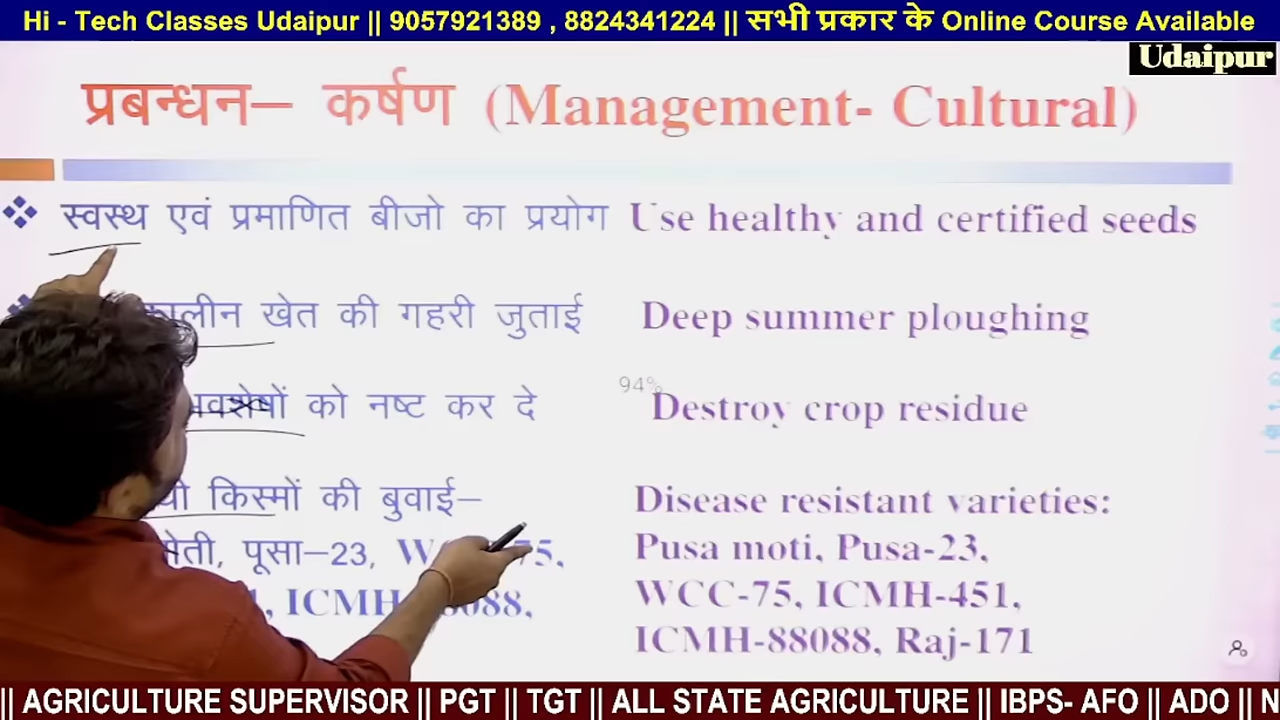 Hi - Tech Classes Udaipur || 9057921389 , 8824341224 || सभी प्रकार के Online Course Available
Udaipur
प्रबन्धन– कर्षण (Management- Cultural)
स्वस्थ एवं प्रमाणित बीजो का प्रयोग Use healthy and certified seeds
खेत की गहरी जुताई Deep summer ploughing
94%
को नष्ट कर दे Destroy crop residue
किस्मों की बुवाई– Disease resistant varieties:
पूसा–23, Pusa moti, Pusa-23,
WCC-75, ICMH-451,
ICMH-88088, Raj-171
|| AGRICULTURE SUPERVISOR || PGT || TGT || ALL STATE AGRICULTURE || IBPS- AFO || ADO || N